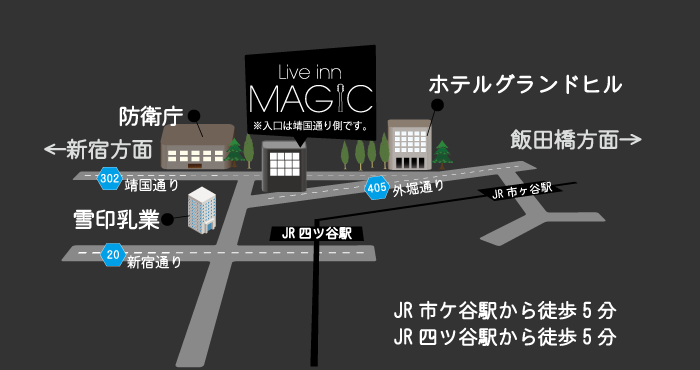 Live inn
MAGIC
※入口は靖国通り側です。
ホテルグランドヒル
防衛庁
←新宿方面
飯田橋方面→
302
靖国通り
405
外堀通り
JR 市ヶ谷駅
雪印乳業
JR 四ツ谷駅
20
新宿通り
JR 市ケ谷駅から徒歩 5 分
JR 四ツ谷駅から徒歩 5 分